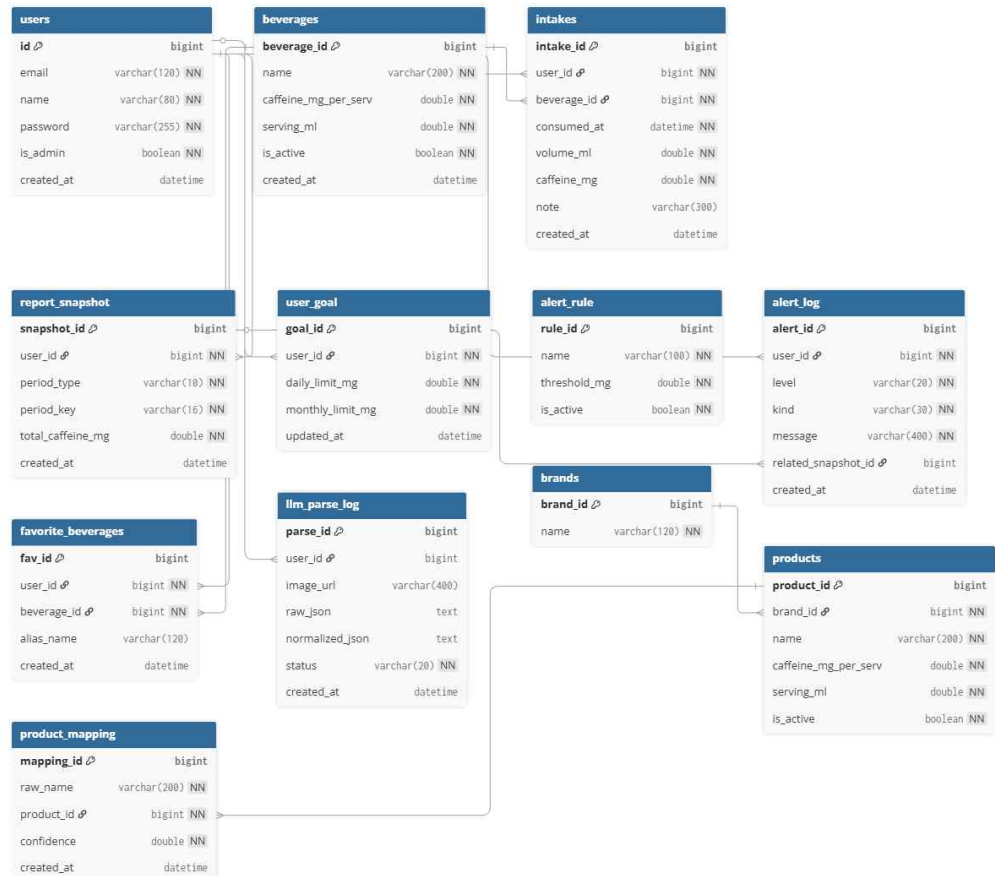 users
id bigint
email varchar(120) NN
name varchar(80) NN
password varchar(255) NN
is_admin boolean NN
created_at datetime
beverages
beverage_id bigint
name varchar(200) NN
caffeine_mg_per_serv double NN
serving_ml double NN
is_active boolean NN
created_at datetime
intakes
intake_id bigint
user_id bigint NN
beverage_id bigint NN
consumed_at datetime NN
volume_ml double NN
caffeine_mg double NN
note varchar(300)
created_at datetime
report_snapshot
snapshot_id bigint
user_id bigint NN
period_type varchar(10) NN
period_key varchar(16) NN
total_caffeine_mg double NN
created_at datetime
user_goal
goal_id bigint
user_id bigint NN
daily_limit_mg double NN
monthly_limit_mg double NN
updated_at datetime
alert_rule
rule_id bigint
name varchar(100) NN
threshold_mg double NN
is_active boolean NN
alert_log
alert_id bigint
user_id bigint NN
level varchar(20) NN
kind varchar(30) NN
message varchar(400) NN
related_snapshot_id bigint
created_at datetime
brands
brand_id bigint
name varchar(120) NN
favorite_beverages
fav_id bigint
user_id bigint NN
beverage_id bigint NN
alias_name varchar(120)
created_at datetime
llm_parse_log
parse_id bigint
user_id bigint
image_url varchar(400)
raw_json text
normalized_json text
status varchar(20) NN
created_at datetime
products
product_id bigint
brand_id bigint NN
name varchar(200) NN
caffeine_mg_per_serv double NN
serving_ml double NN
is_active boolean NN
product_mapping
mapping_id bigint
raw_name varchar(200) NN
product_id bigint NN
confidence double NN
created_at datetime